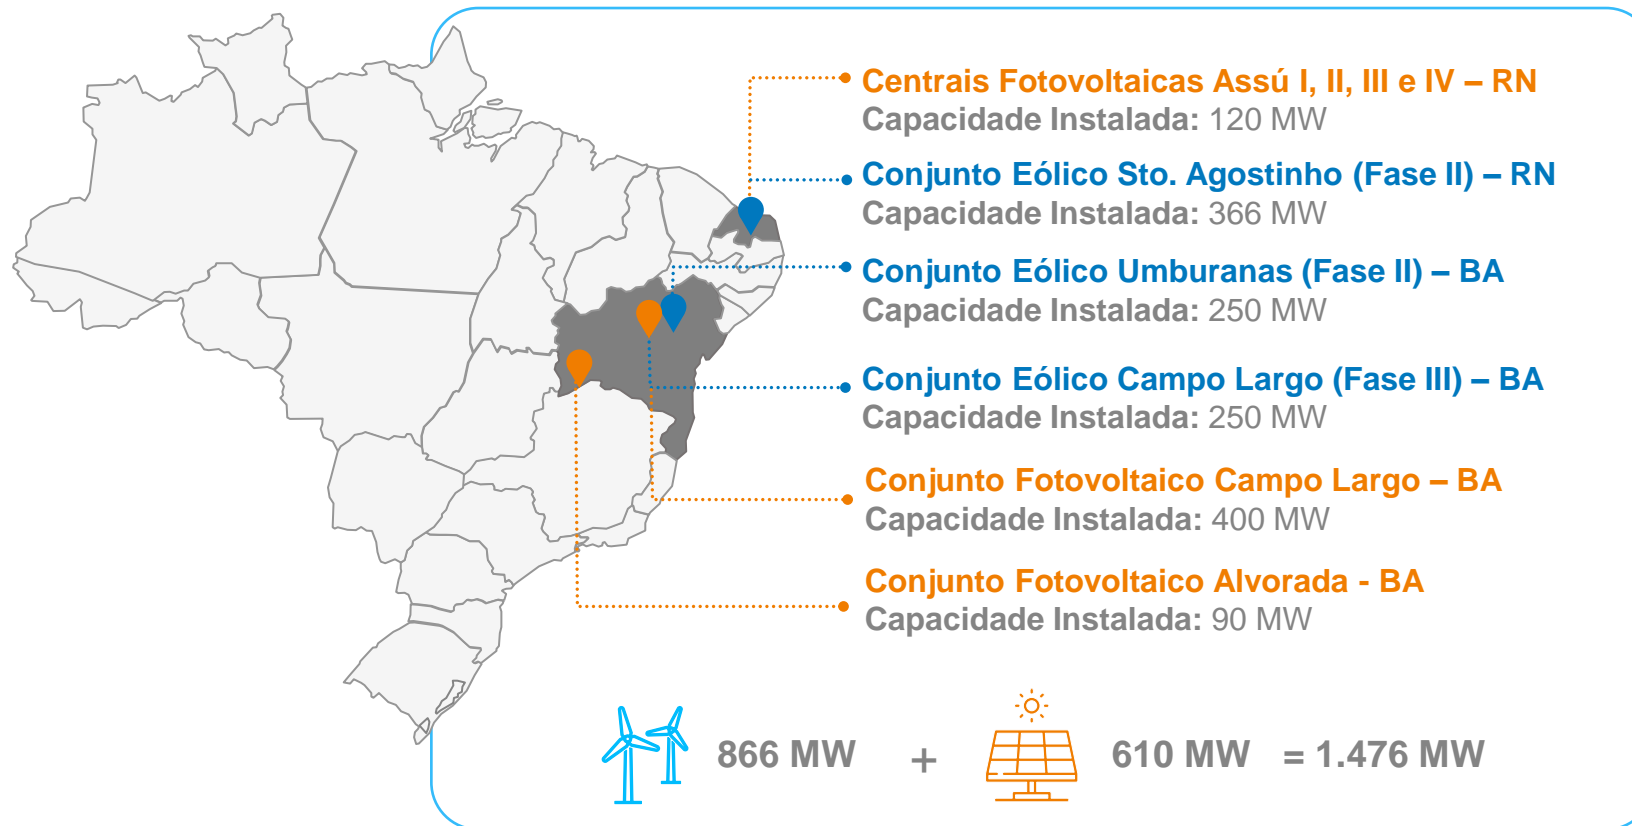 Centrais Fotovoltaicas Assú I, II, III e IV – RN
Capacidade Instalada: 120 MW
Conjunto Eólico Sto. Agostinho (Fase II) – RN
Capacidade Instalada: 366 MW
Conjunto Eólico Umburanas (Fase II) – BA
Capacidade Instalada: 250 MW
Conjunto Eólico Campo Largo (Fase III) – BA
Capacidade Instalada: 250 MW
Conjunto Fotovoltaico Campo Largo – BA
Capacidade Instalada: 400 MW
Conjunto Fotovoltaico Alvorada - BA
Capacidade Instalada: 90 MW
866 MW + 610 MW = 1.476 MW